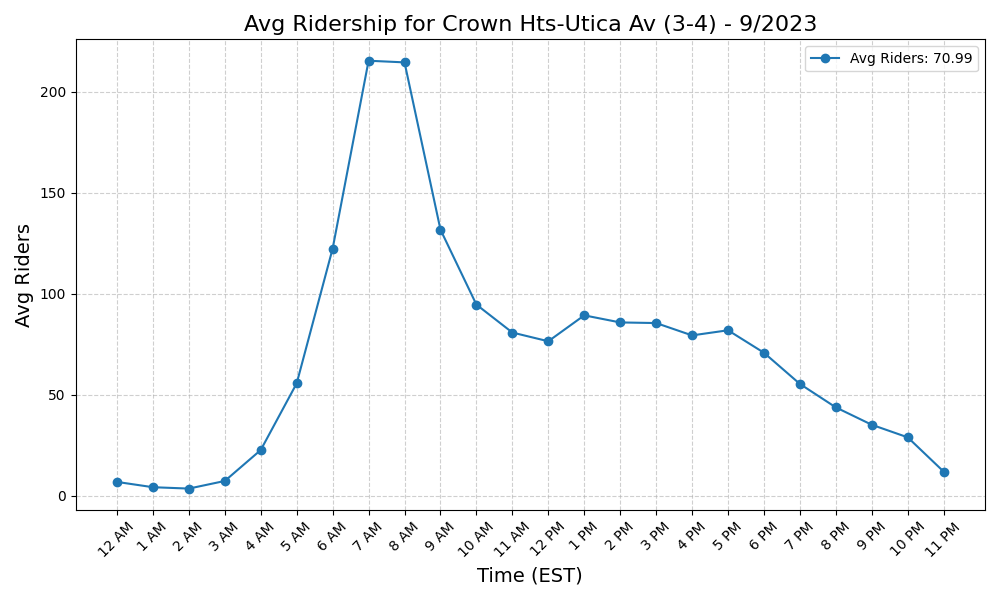 Avg Ridership for Crown Hts-Utica Av (3-4) - 9/2023
Avg Riders: 70.99
Avg Riders
200
150
100
50
0
12 AM
1 AM
2 AM
3 AM
4 AM
5 AM
6 AM
7 AM
8 AM
9 AM
10 AM
11 AM
12 PM
1 PM
2 PM
3 PM
4 PM
5 PM
6 PM
7 PM
8 PM
9 PM
10 PM
11 PM
Time (EST)